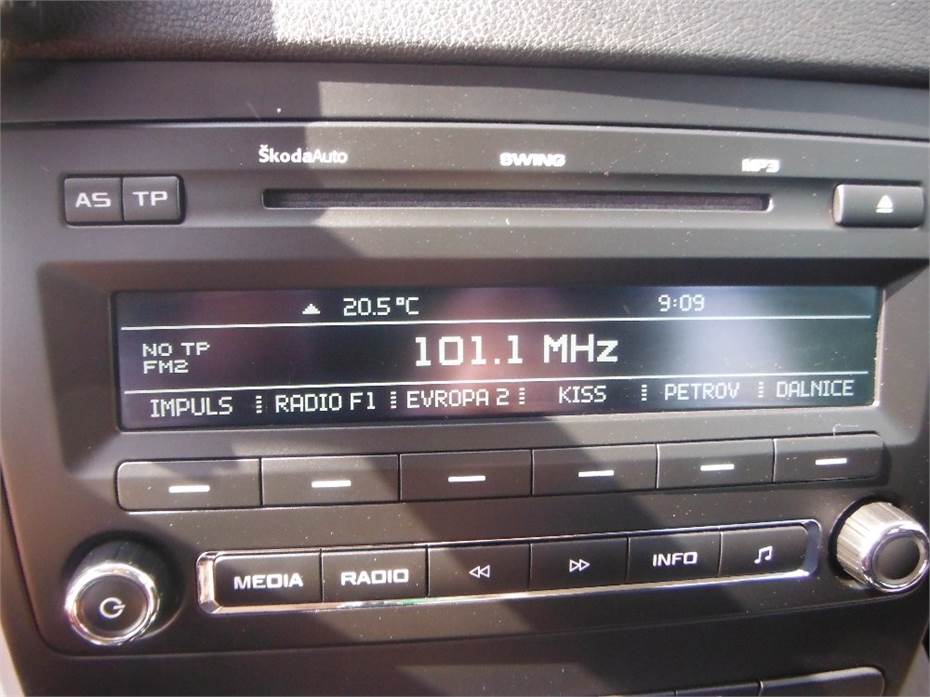 ŠkodaAuto SWING MP3
AS TP
20.5°C 9:09
NO TP 101.1 MHz
FM2
IMPULS RADIO F1 EVROPA 2 KISS PETROV DALNICE
MEDIA RADIO INFO